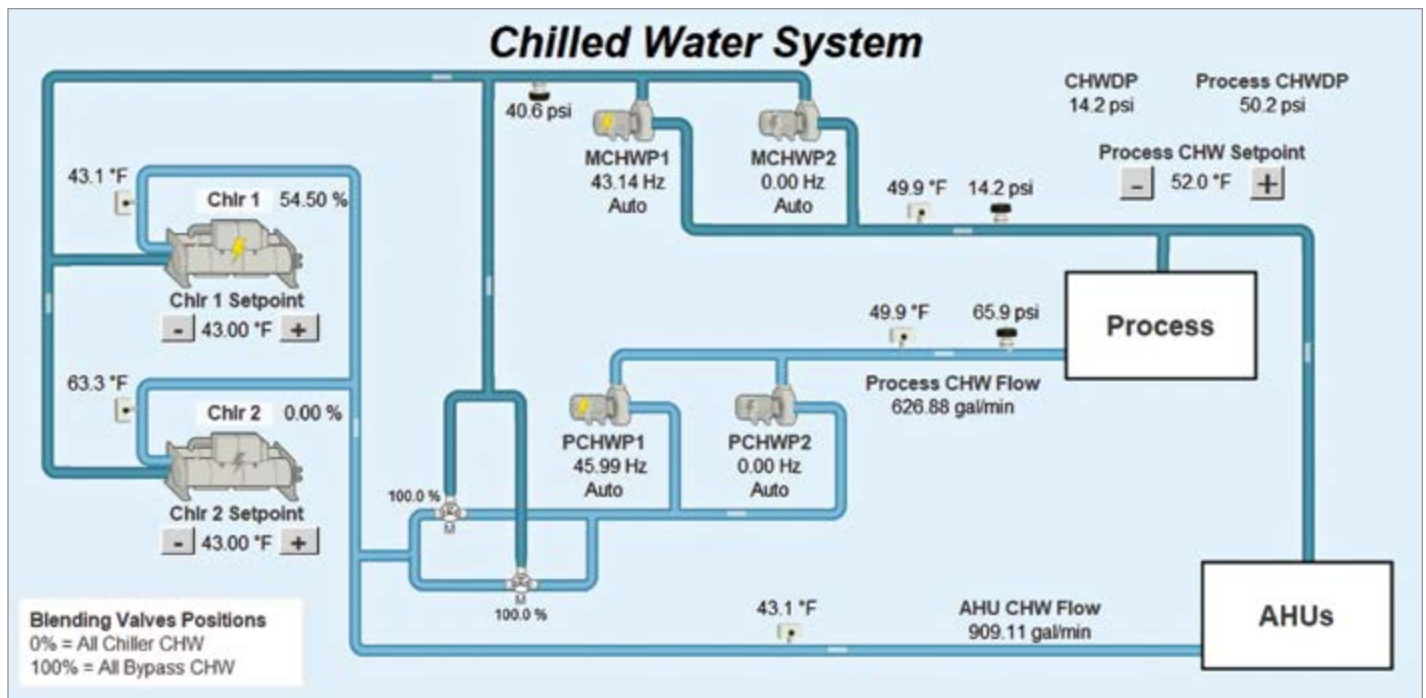 Chilled Water System
CHWDP
14.2 psi
Process CHWDP
50.2 psi
40.6 psi
MCHWP1
43.14 Hz
Auto
MCHWP2
0.00 Hz
Auto
Process CHW Setpoint
- 52.0 °F +
49.9 °F
14.2 psi
43.1 °F
Chlr 1 54.50 %
Chlr 1 Setpoint
- 43.00 °F +
Process
49.9 °F
65.9 psi
Process CHW Flow
626.88 gal/min
63.3 °F
Chlr 2 0.00 %
Chlr 2 Setpoint
- 43.00 °F +
PCHWP1
45.99 Hz
Auto
PCHWP2
0.00 Hz
Auto
100.0 %
M
M
100.0 %
Blending Valves Positions
0% = All Chiller CHW
100% = All Bypass CHW
43.1 °F
AHU CHW Flow
909.11 gal/min
AHUs